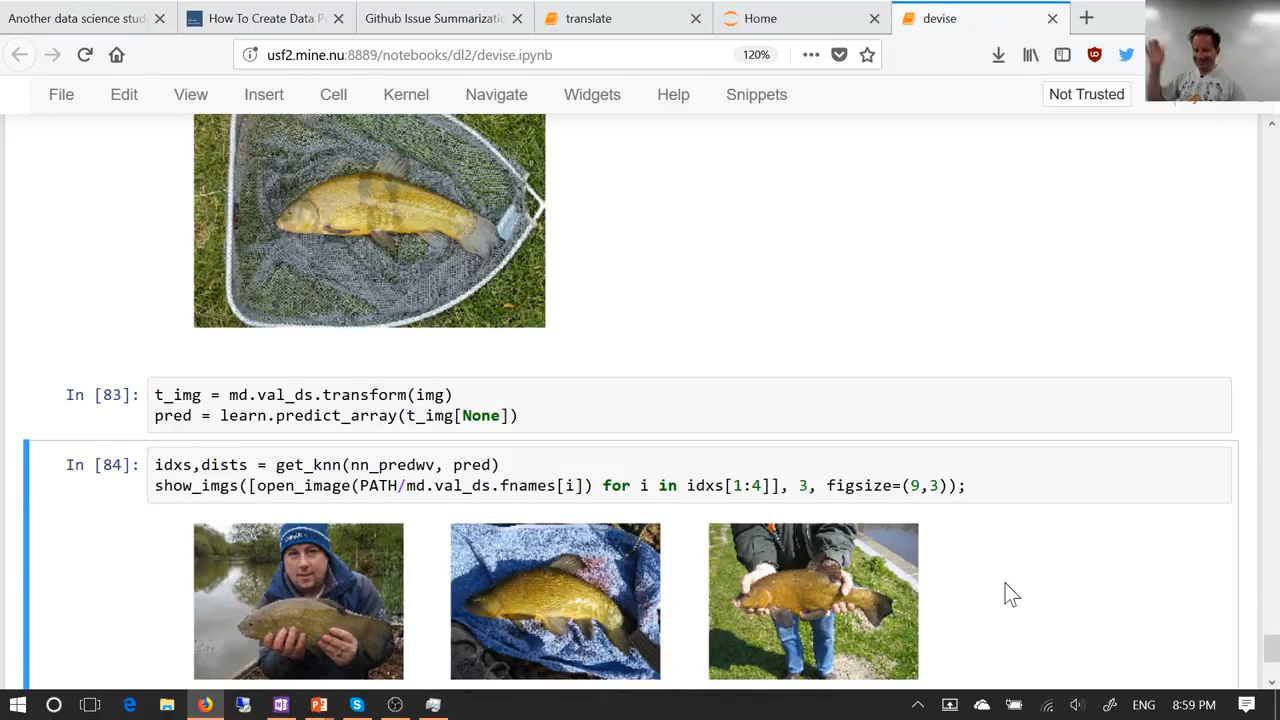 Another data science stud
How To Create Data P
Github Issue Summarizatio
translate
Home
devise
usf2.mine.nu:8889/notebooks/dl2/devise.ipynb
120%
File Edit View Insert Cell Kernel Navigate Widgets Help Snippets
Not Trusted
In [83]: t_img = md.val_ds.transform(img)
pred = learn.predict_array(t_img[None])
In [84]: idxs,dists = get_knn(nn_predwv, pred)
show_imgs([open_image(PATH/md.val_ds.fnames[i]) for i in idxs[1:4]], 3, figsize=(9,3));
ENG 8:59 PM